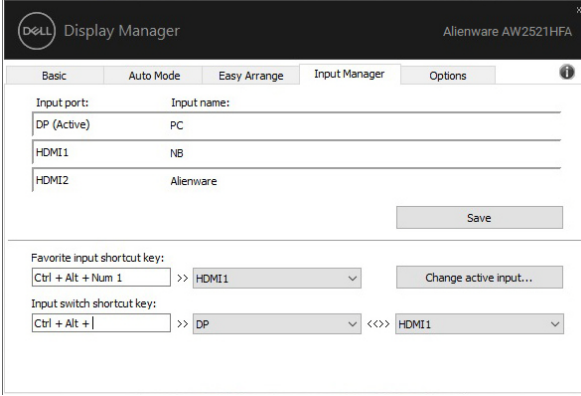 DELL Display Manager Alienware AW2521HFA
Basic Auto Mode Easy Arrange Input Manager Options
Input port: Input name:
DP (Active) PC
HDMI1 NB
HDMI2 Alienware
Save
Favorite input shortcut key:
Ctrl + Alt + Num 1 >> HDMI1 Change active input...
Input switch shortcut key:
Ctrl + Alt + >> DP <<>> HDMI1